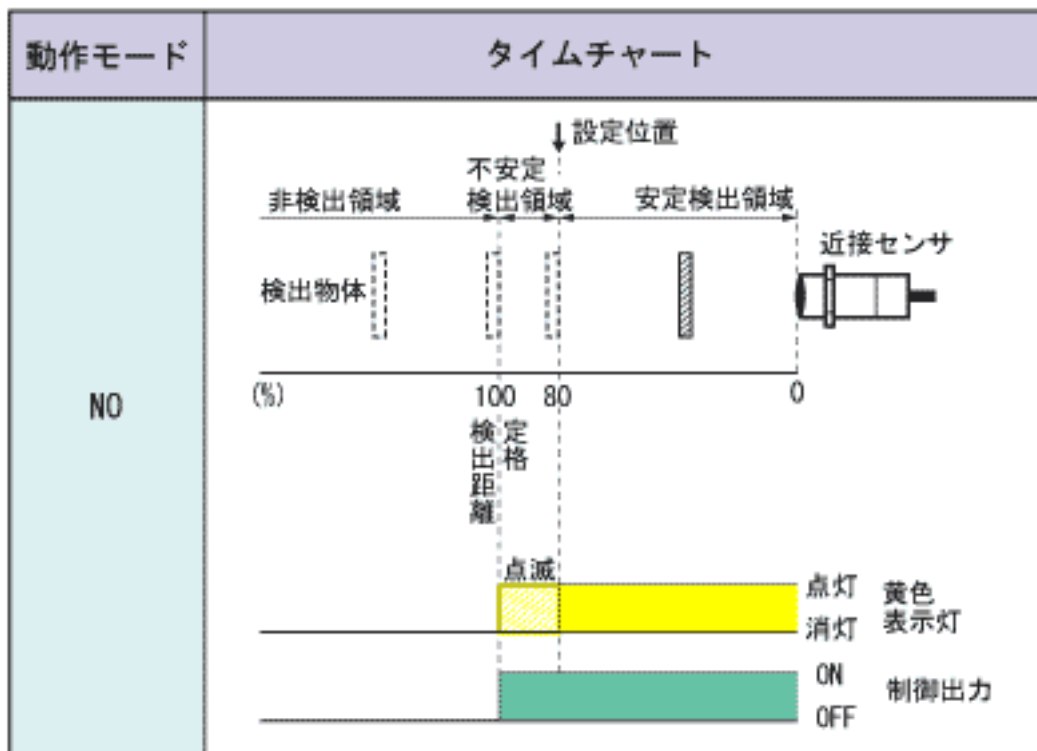 動作モード
タイムチャート
NO
設定位置
不安定
非検出領域
検出領域
安定検出領域
近接センサ
検出物体
(%)
100
80
0
定格
検出距離
点滅
点灯
消灯
黄色
表示灯
ON
OFF
制御出力